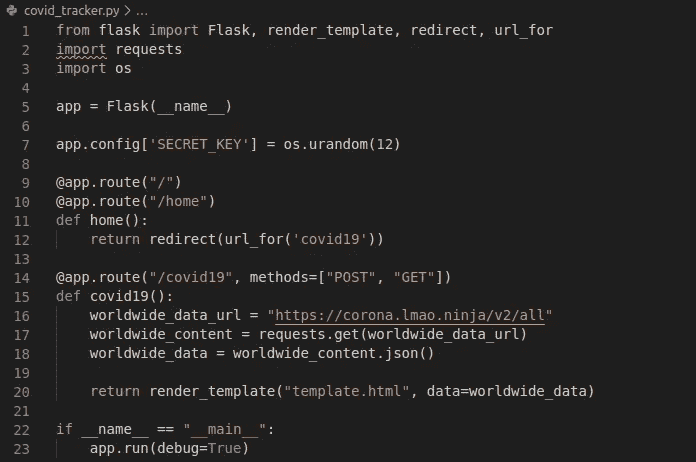 covid_tracker.py > ...
1 from flask import Flask, render_template, redirect, url_for
2 import requests
3 import os
4
5 app = Flask(__name__)
6
7 app.config['SECRET_KEY'] = os.urandom(12)
8
9 @app.route("/")
10 @app.route("/home")
11 def home():
12     return redirect(url_for('covid19'))
13
14 @app.route("/covid19", methods=["POST", "GET"])
15 def covid19():
16     worldwide_data_url = "https://corona.lmao.ninja/v2/all"
17     worldwide_content = requests.get(worldwide_data_url)
18     worldwide_data = worldwide_content.json()
19
20     return render_template("template.html", data=worldwide_data)
21
22 if __name__ == "__main__":
23     app.run(debug=True)